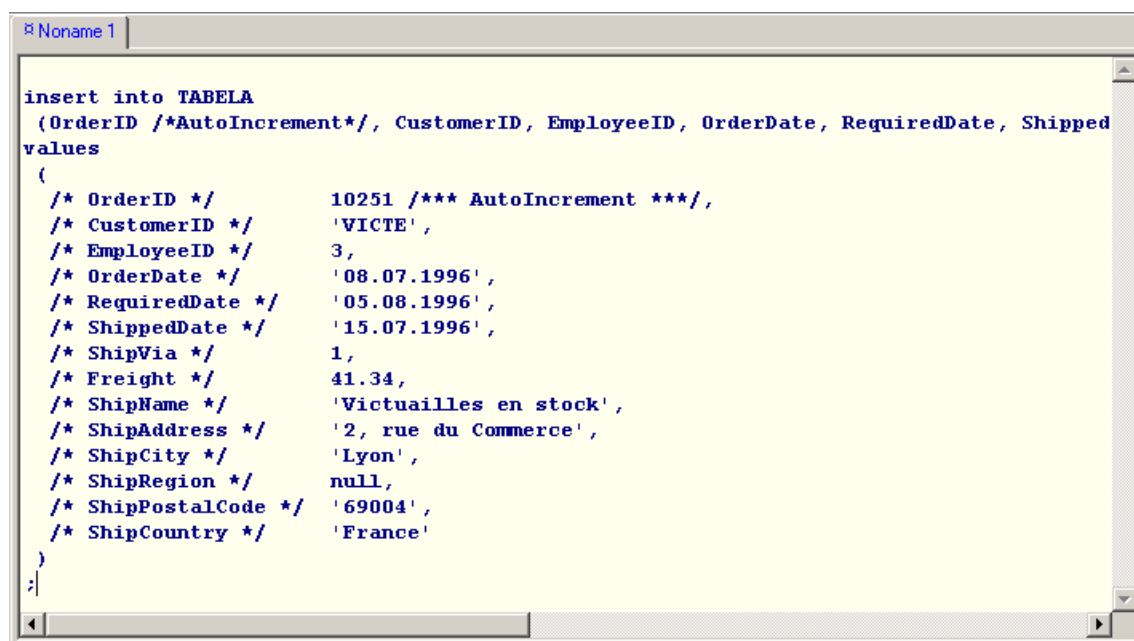 ¤ Noname 1
insert into TABELA
(OrderID /*AutoIncrement*/, CustomerID, EmployeeID, OrderDate, RequiredDate, Shipped
values
(
/* OrderID */ 10251 /*** AutoIncrement ***/,
/* CustomerID */ 'VICTE',
/* EmployeeID */ 3,
/* OrderDate */ '08.07.1996',
/* RequiredDate */ '05.08.1996',
/* ShippedDate */ '15.07.1996',
/* ShipVia */ 1,
/* Freight */ 41.34,
/* ShipName */ 'Victuailles en stock',
/* ShipAddress */ '2, rue du Commerce',
/* ShipCity */ 'Lyon',
/* ShipRegion */ null,
/* ShipPostalCode */ '69004',
/* ShipCountry */ 'France'
)
;